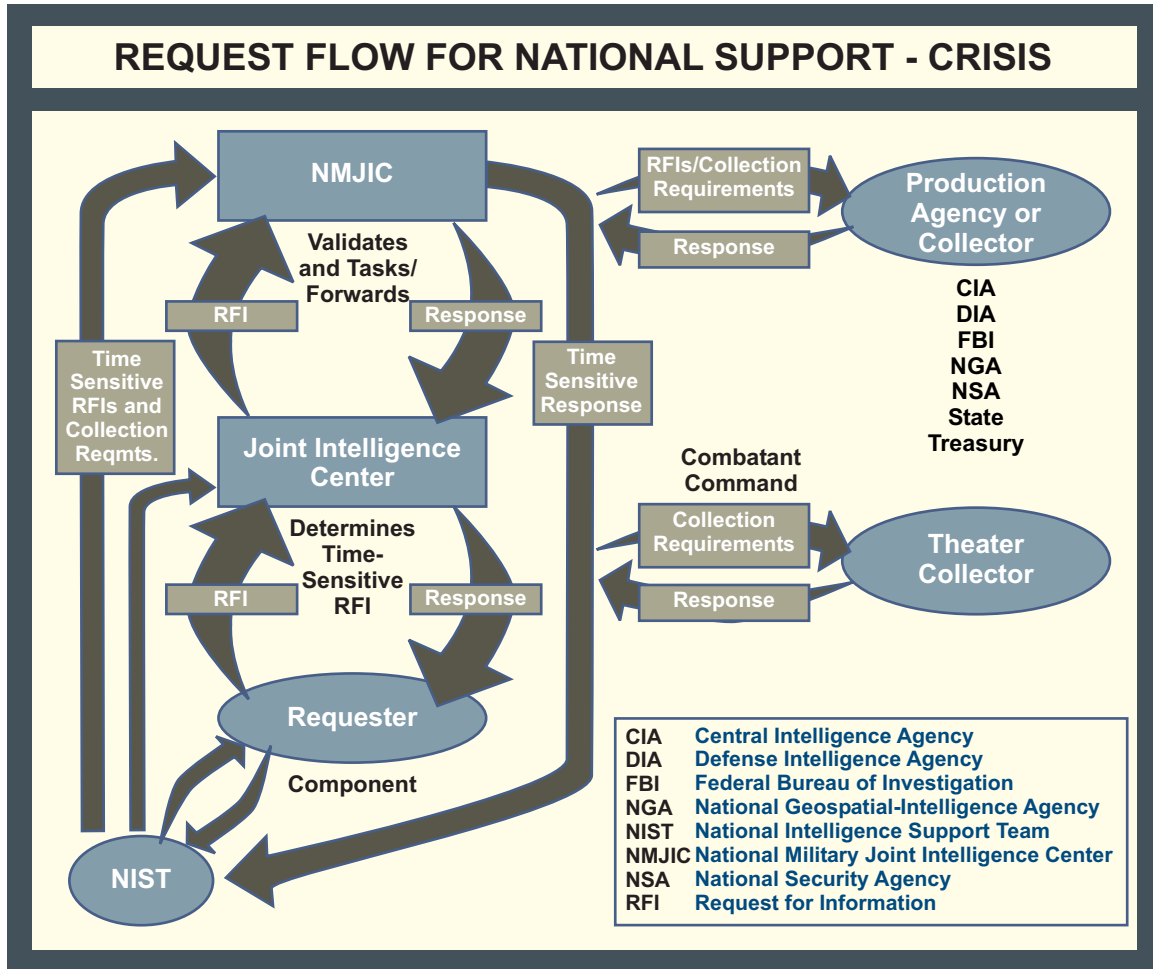 REQUEST FLOW FOR NATIONAL SUPPORT - CRISIS
NMJIC
Validates
and Tasks/
Forwards
RFI
Response
Time
Sensitive
RFIs and
Collection
Reqmts.
Time
Sensitive
Response
Joint Intelligence
Center
Determines
Time-
Sensitive
RFI
RFI
Response
Requester
Component
NIST
RFIs/Collection
Requirements
Response
Production
Agency or
Collector
CIA
DIA
FBI
NGA
NSA
State
Treasury
Combatant
Command
Collection
Requirements
Response
Theater
Collector
CIA Central Intelligence Agency
DIA Defense Intelligence Agency
FBI Federal Bureau of Investigation
NGA National Geospatial-Intelligence Agency
NIST National Intelligence Support Team
NMJIC National Military Joint Intelligence Center
NSA National Security Agency
RFI Request for Information